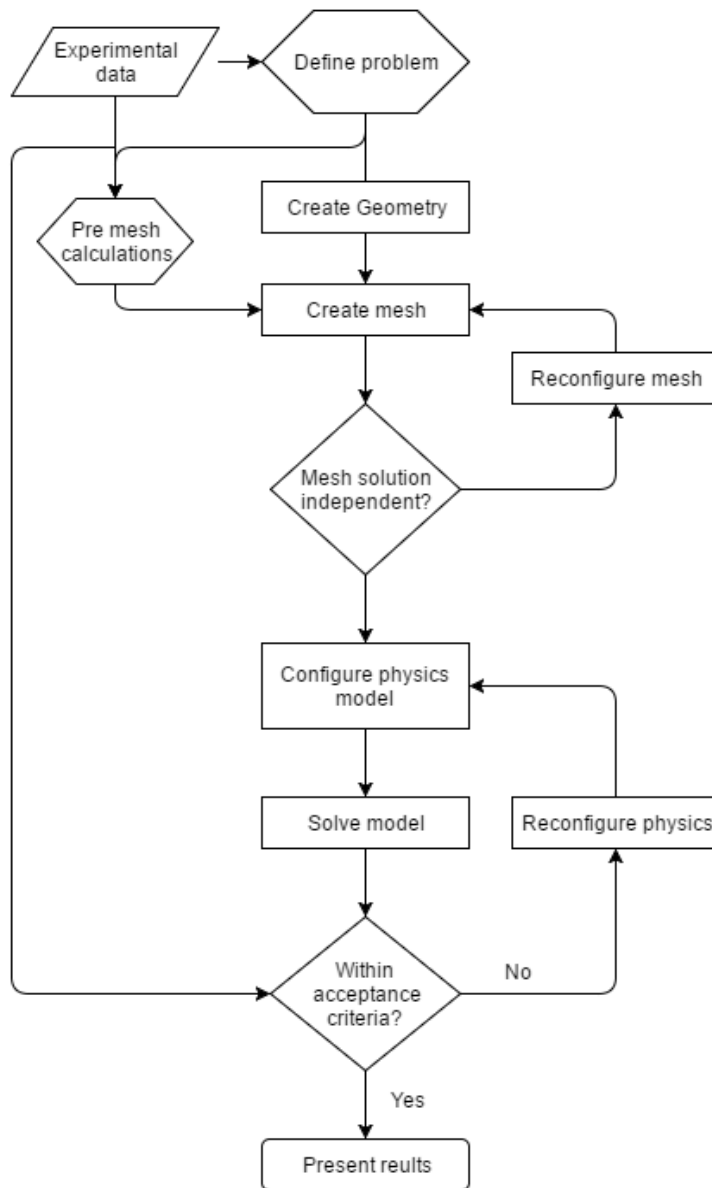 Experimental
data
Define problem
Create Geometry
Pre mesh
calculations
Create mesh
Reconfigure mesh
Mesh solution
independent?
Configure physics
model
Solve model
Reconfigure physics
Within
acceptance
criteria?
No
Yes
Present reults